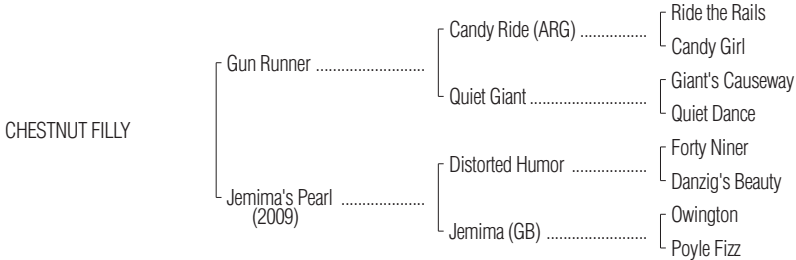 Ride the Rails
Candy Ride (ARG) ..................
Candy Girl
Gun Runner .............................
Giant's Causeway
Quiet Giant ................................
Quiet Dance
CHESTNUT FILLY
Forty Niner
Distorted Humor ....................
Danzig's Beauty
Jemima's Pearl ......................
(2009)
Owington
Jemima (GB) ...........................
Poyle Fizz